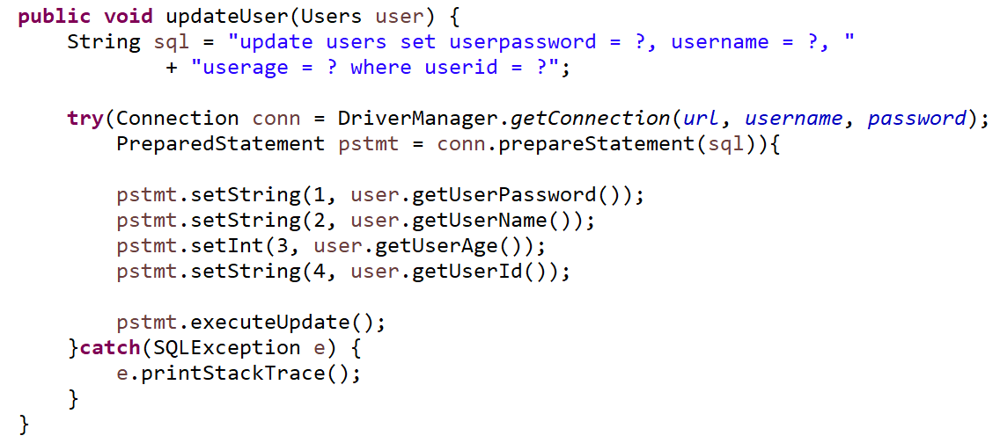 public void updateUser(Users user) {
    String sql = "update users set userpassword = ?, username = ?, "
            + "userage = ? where userid = ?";
    try(Connection conn = DriverManager.getConnection(url, username, password);
        PreparedStatement pstmt = conn.prepareStatement(sql)){
        pstmt.setString(1, user.getUserPassword());
        pstmt.setString(2, user.getUserName());
        pstmt.setInt(3, user.getUserAge());
        pstmt.setString(4, user.getUserId());
        pstmt.executeUpdate();
    }catch(SQLException e) {
        e.printStackTrace();
    }
}